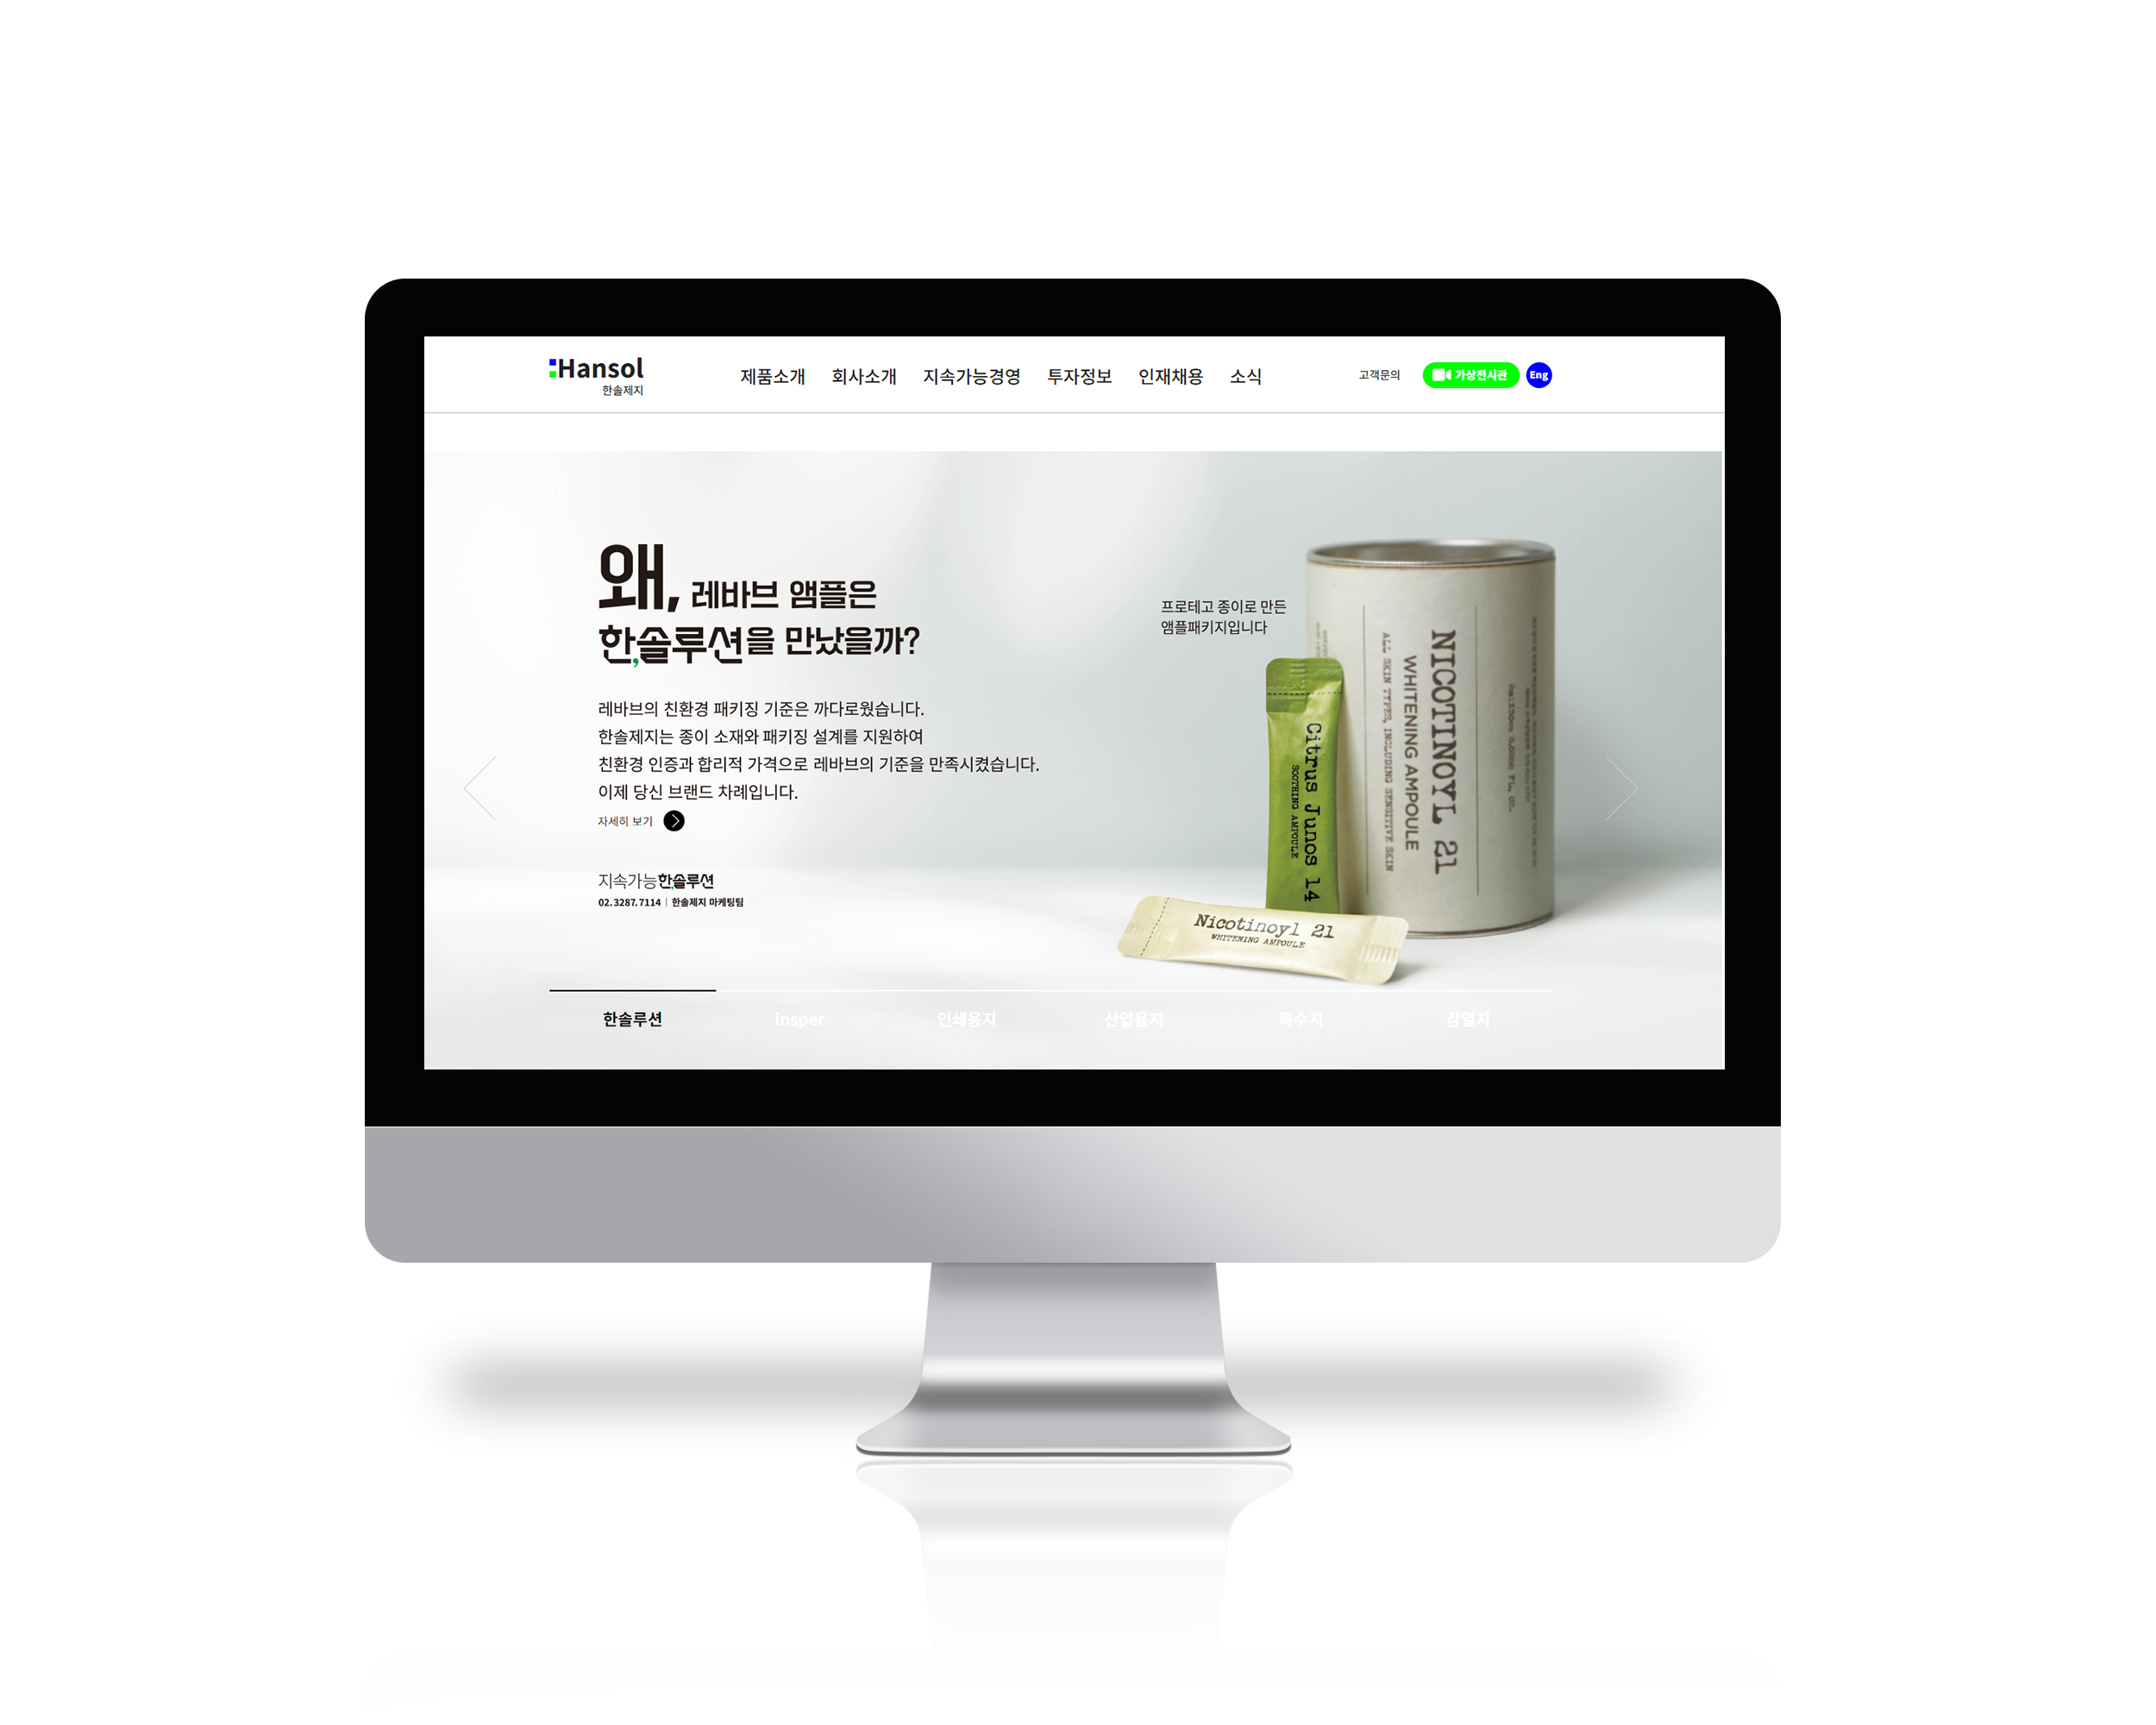 Hansol
한솔제지
제품소개 회사소개 지속가능경영 투자정보 인재채용 소식
고객문의 가상전시관 Eng
왜, 레바브 앰플은
한솔루션을 만났을까?
레바브의 친환경 패키징 기준은 까다로웠습니다.
한솔제지는 종이 소재와 패키징 설계를 지원하여
친환경 인증과 합리적 가격으로 레바브의 기준을 만족시켰습니다.
이제 당신 브랜드 차례입니다.
자세히 보기
지속가능한솔루션
02.3287.7114 | 한솔제지 마케팅팀
프로테고 종이로 만든
앰플패키지입니다
NICOTINOYL 21
WHITENING AMPOULE
ALL SKIN TYPES, INCLUDING SENSITIVE SKIN
Citrus Junos 14
SOOTHING AMPOULE
Nicotinoyl 21
WHITENING AMPOULE
한솔루션 insper 인쇄용지 산업용지 특수지 감열지